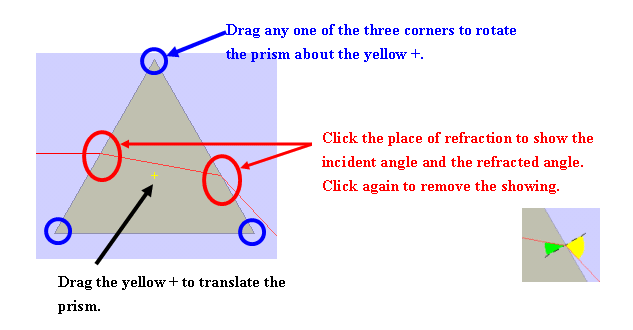 Drag any one of the three corners to rotate
the prism about the yellow +.
Click the place of refraction to show the
incident angle and the refracted angle.
Click again to remove the showing.
Drag the yellow + to translate the
prism.